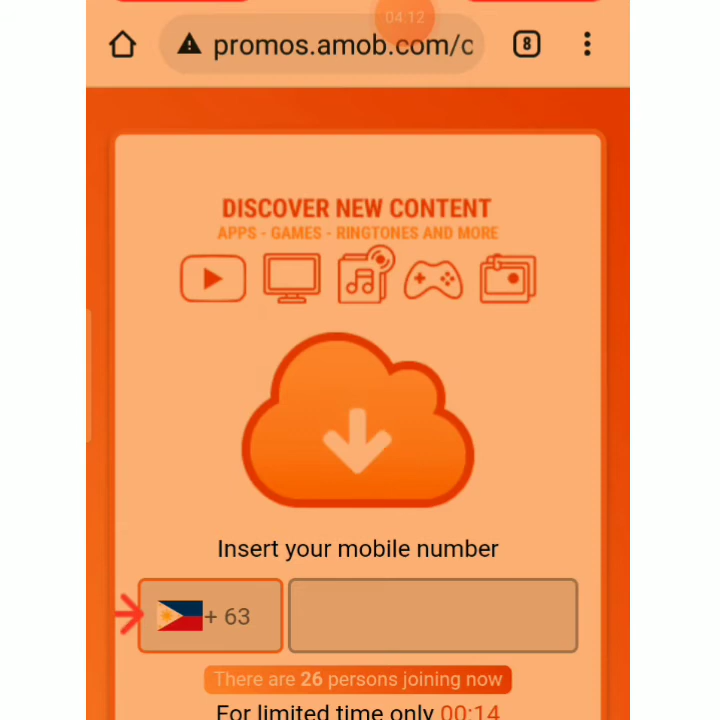 04:12
promos.amob.com/c
8
DISCOVER NEW CONTENT
APPS - GAMES - RINGTONES AND MORE
Insert your mobile number
+ 63
There are 26 persons joining now
For limited time only 00:14